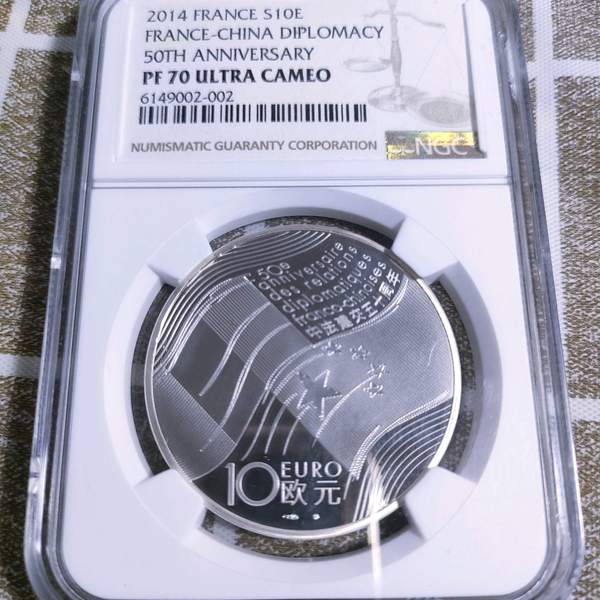 2014 FRANCE S10E
FRANCE-CHINA DIPLOMACY
50TH ANNIVERSARY
PF 70 ULTRA CAMEO
6149002-002
NUMISMATIC GUARANTY CORPORATION
NGC
50e
anniversaire
des relations
diplomatiques
franco-chinoises
中法建交五十周年
10 EURO
欧元